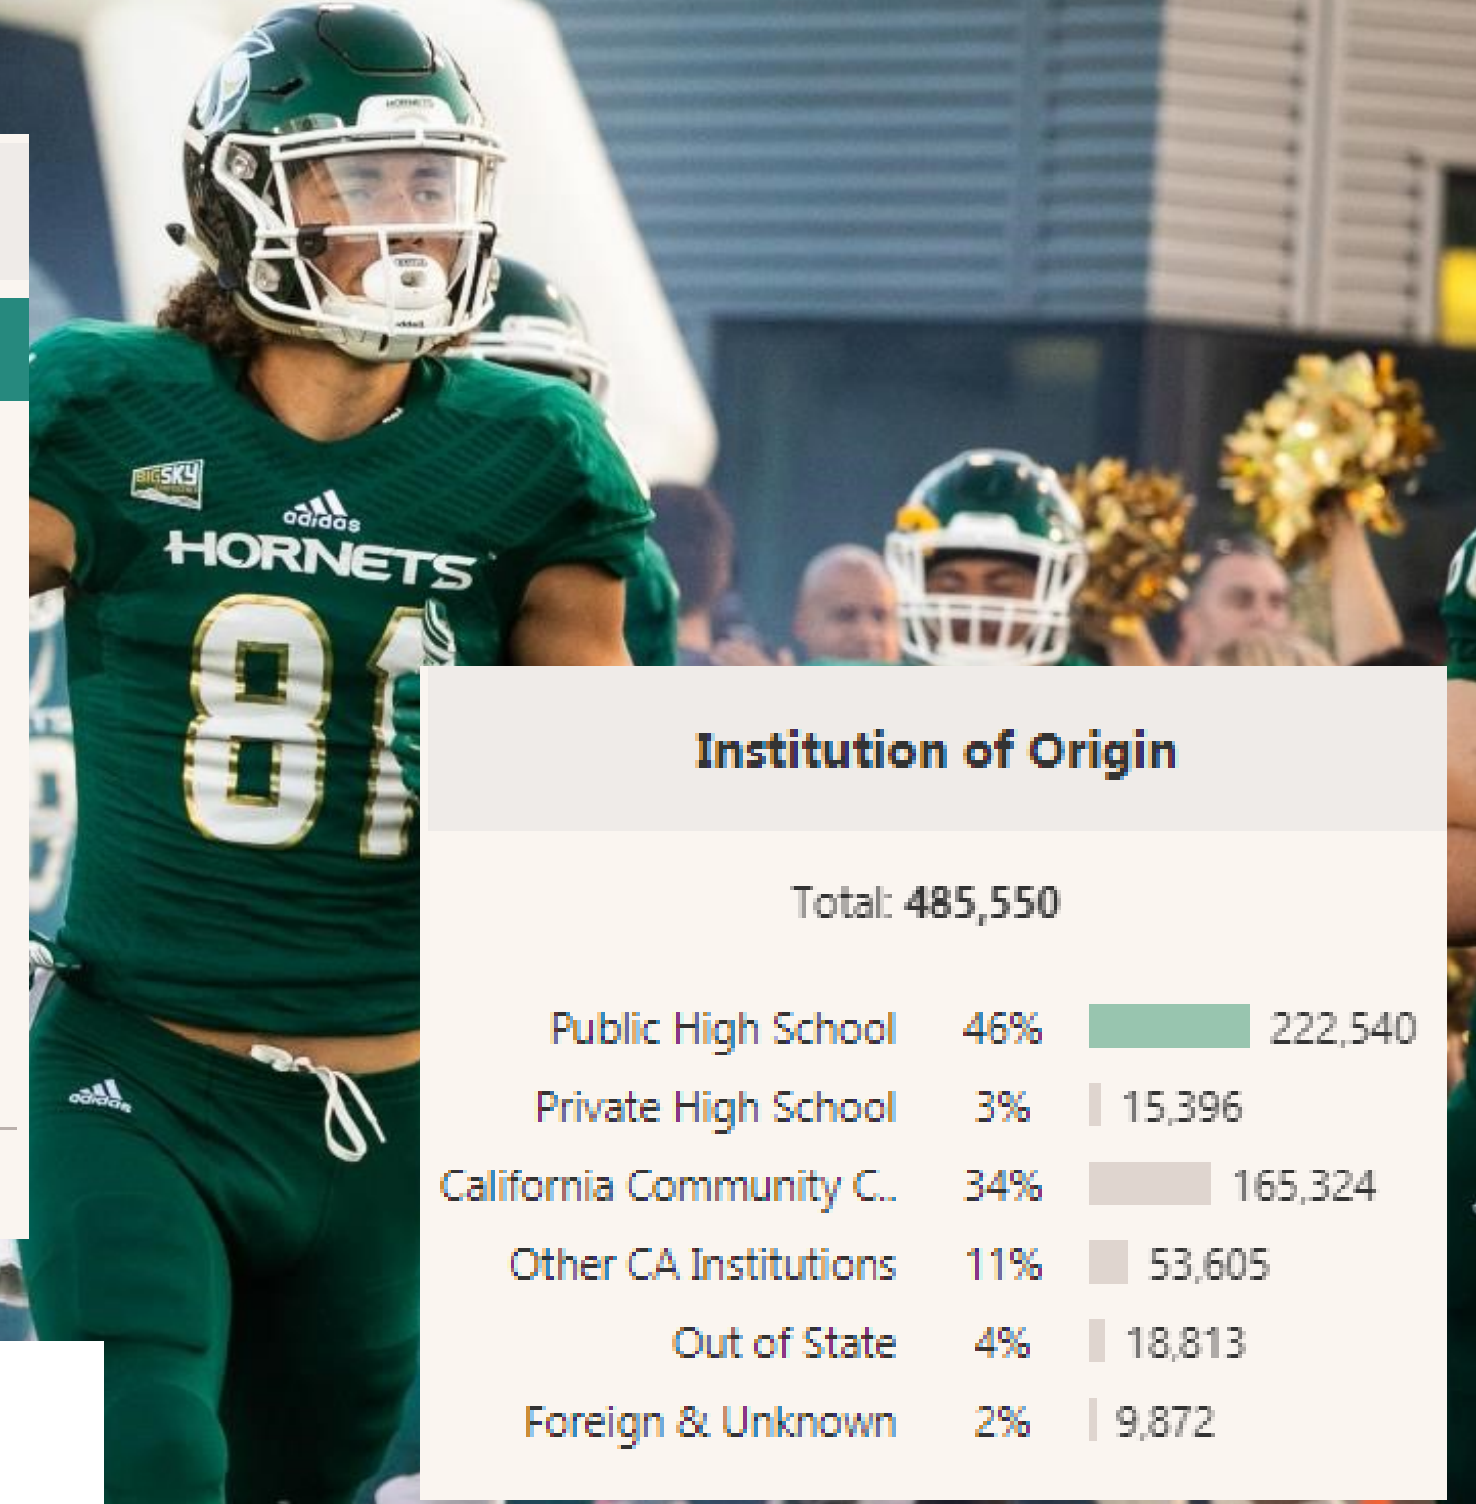 HORNETS
BIG SKY
adidas
HORNETS
81
adidas
Institution of Origin
Total: 485,550
Public High School 46% 222,540
Private High School 3% 15,396
California Community C.. 34% 165,324
Other CA Institutions 11% 53,605
Out of State 4% 18,813
Foreign & Unknown 2% 9,872